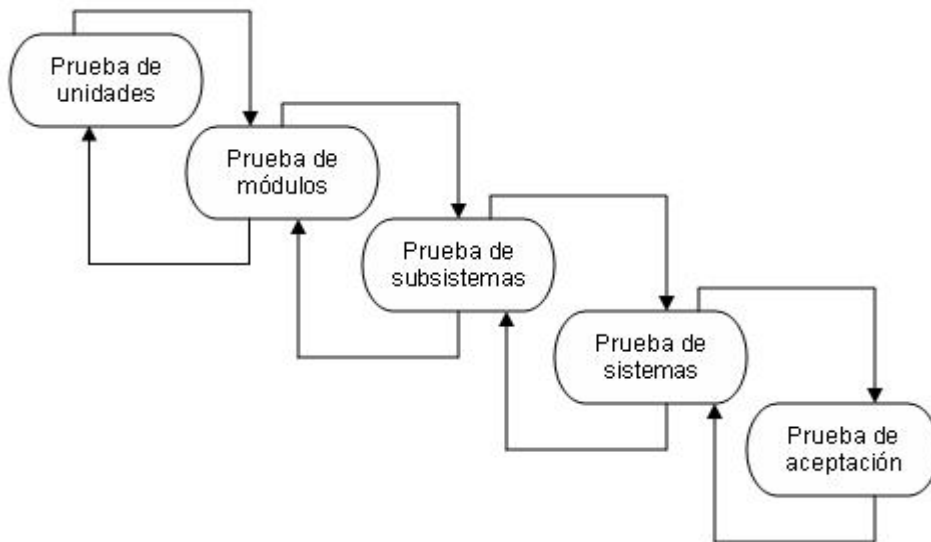 Prueba de
unidades
Prueba de
módulos
Prueba de
subsistemas
Prueba de
sistemas
Prueba de
aceptación